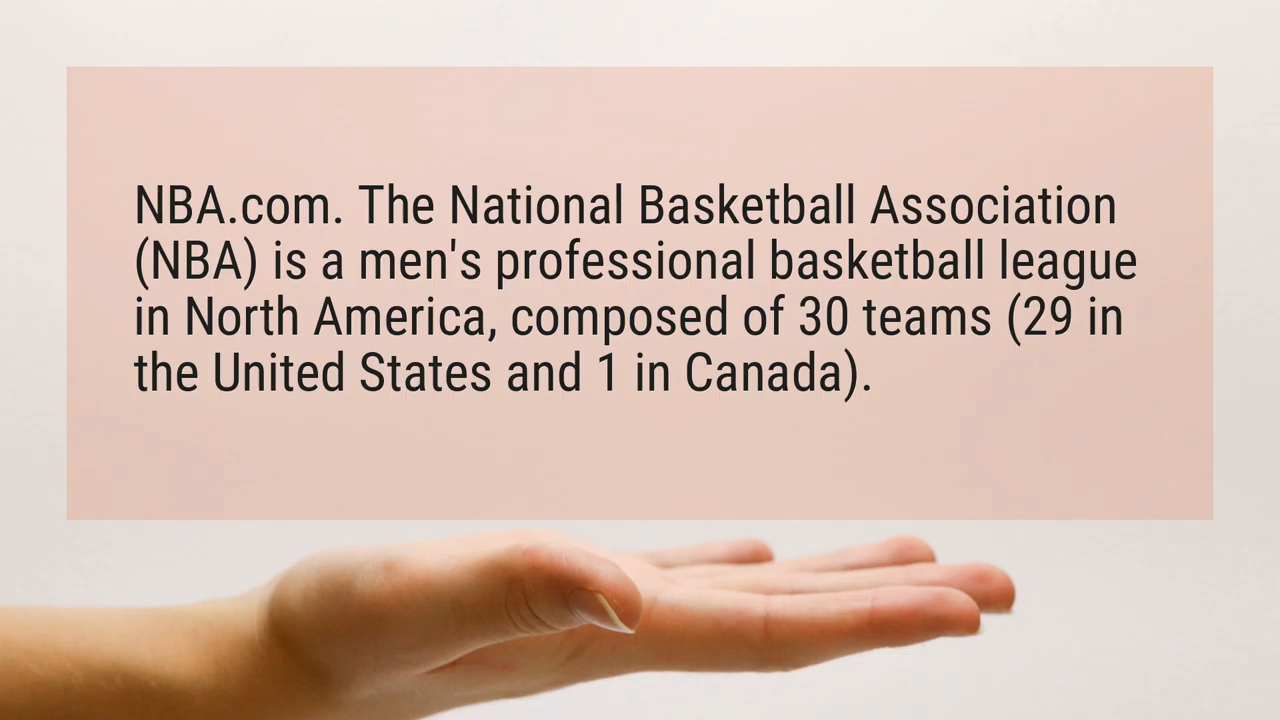 NBA.com. The National Basketball Association
(NBA) is a men's professional basketball league
in North America, composed of 30 teams (29 in
the United States and 1 in Canada).